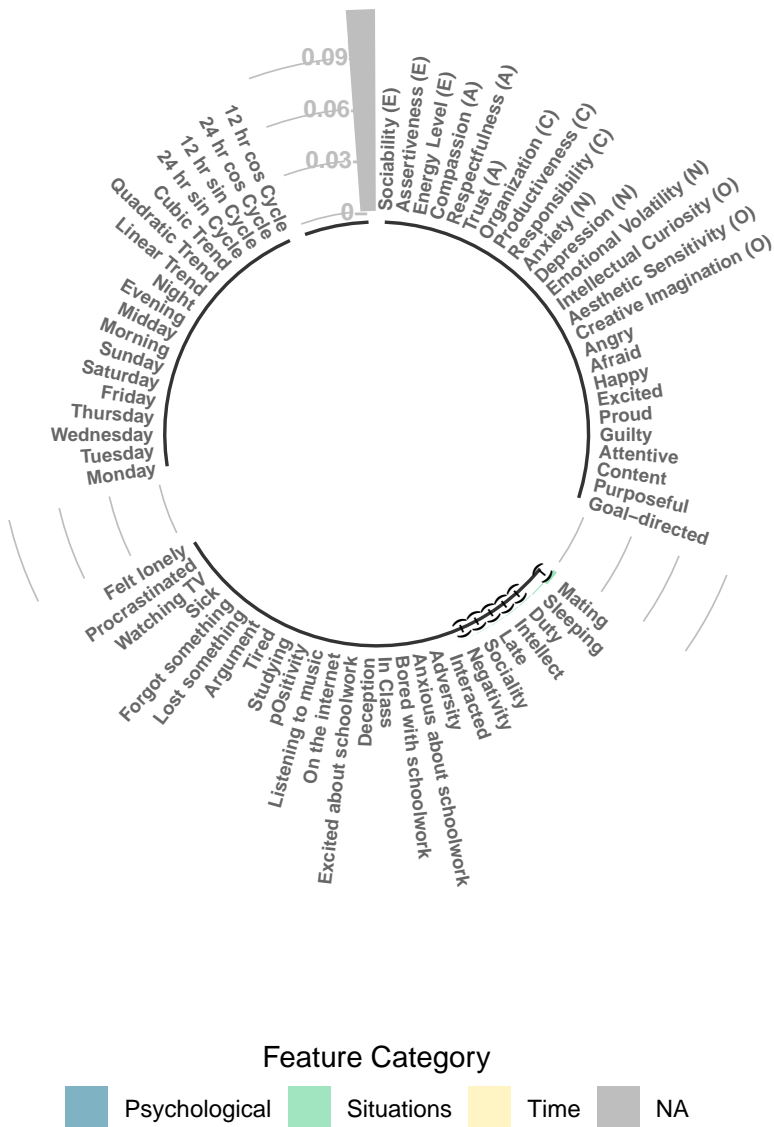 0.09
0.06
0.03
0
Sociability (E)
Assertiveness (E)
Energy Level (E)
Compassion (A)
Respectfulness (A)
Trust (A)
Organization (C)
Productiveness (C)
Responsibility (C)
Anxiety (N)
Depression (N)
Emotional Volatility (N)
Intellectual Curiosity (O)
Aesthetic Sensitivity (O)
Creative Imagination (O)
Angry
Afraid
Happy
Excited
Proud
Guilty
Attentive
Content
Purposeful
Goal–directed
Mating
Sleeping
Duty
Intellect
Late
Sociality
Negativity
Interacted
Adversity
Anxious about schoolwork
Bored with schoolwork
In Class
Deception
Excited about schoolwork
On the internet
Listening to music
pOsitivity
Studying
Tired
Argument
Lost something
Forgot something
Sick
Watching TV
Procrastinated
Felt lonely
Monday
Tuesday
Wednesday
Thursday
Friday
Saturday
Sunday
Morning
Midday
Evening
Night
Linear Trend
Quadratic Trend
Cubic Trend
24 hr sin Cycle
12 hr sin Cycle
24 hr cos Cycle
12 hr cos Cycle
Feature Category
Psychological
Situations
Time
NA